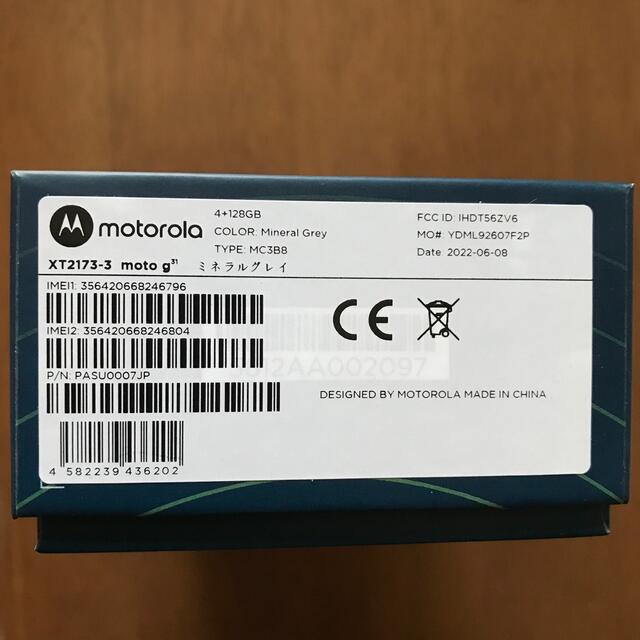 motorola
4+128GB
COLOR: Mineral Grey
TYPE: MC3B8
FCC ID: IHDT56ZV6
MO#: YDML92607F2P
Date: 2022-06-08
XT2173-3 moto g31 ミネラルグレイ
IMEI1: 356420668246796
IMEI2: 356420668246804
P/N: PASU0007JP
CE
DESIGNED BY MOTOROLA MADE IN CHINA
4 582239 436202